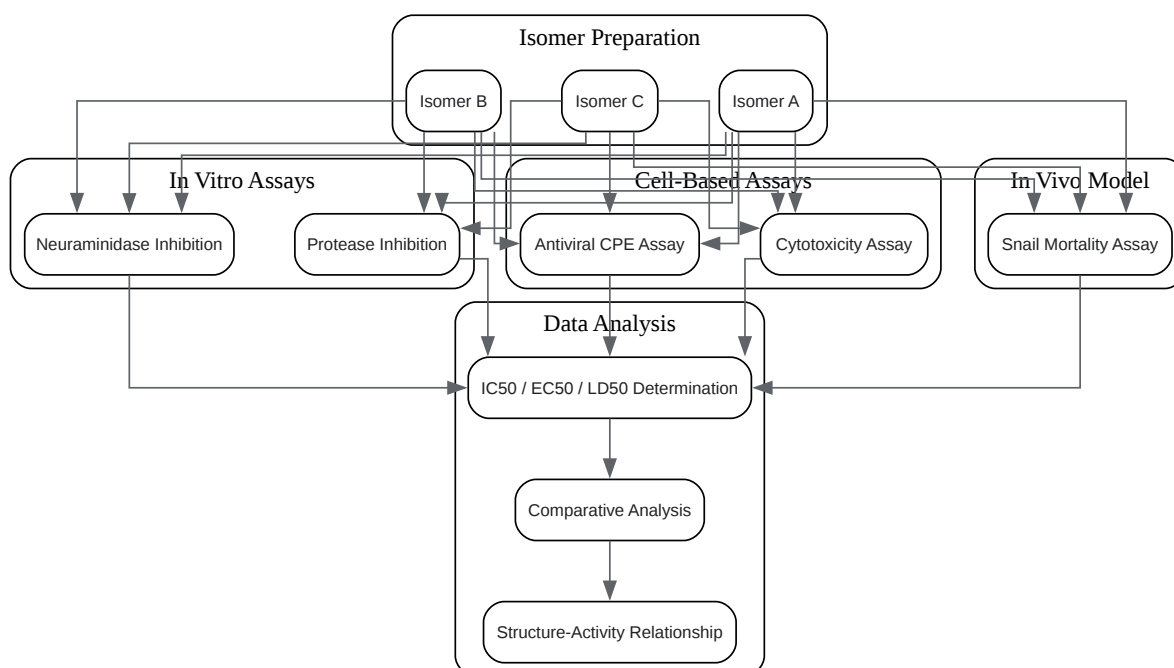 Isomer Preparation
Isomer B
Isomer C
Isomer A
In Vitro Assays
Cell-Based Assays
In Vivo Model
Neuraminidase Inhibition
Protease Inhibition
Antiviral CPE Assay
Cytotoxicity Assay
Snail Mortality Assay
Data Analysis
IC50 / EC50 / LD50 Determination
Comparative Analysis
Structure-Activity Relationship